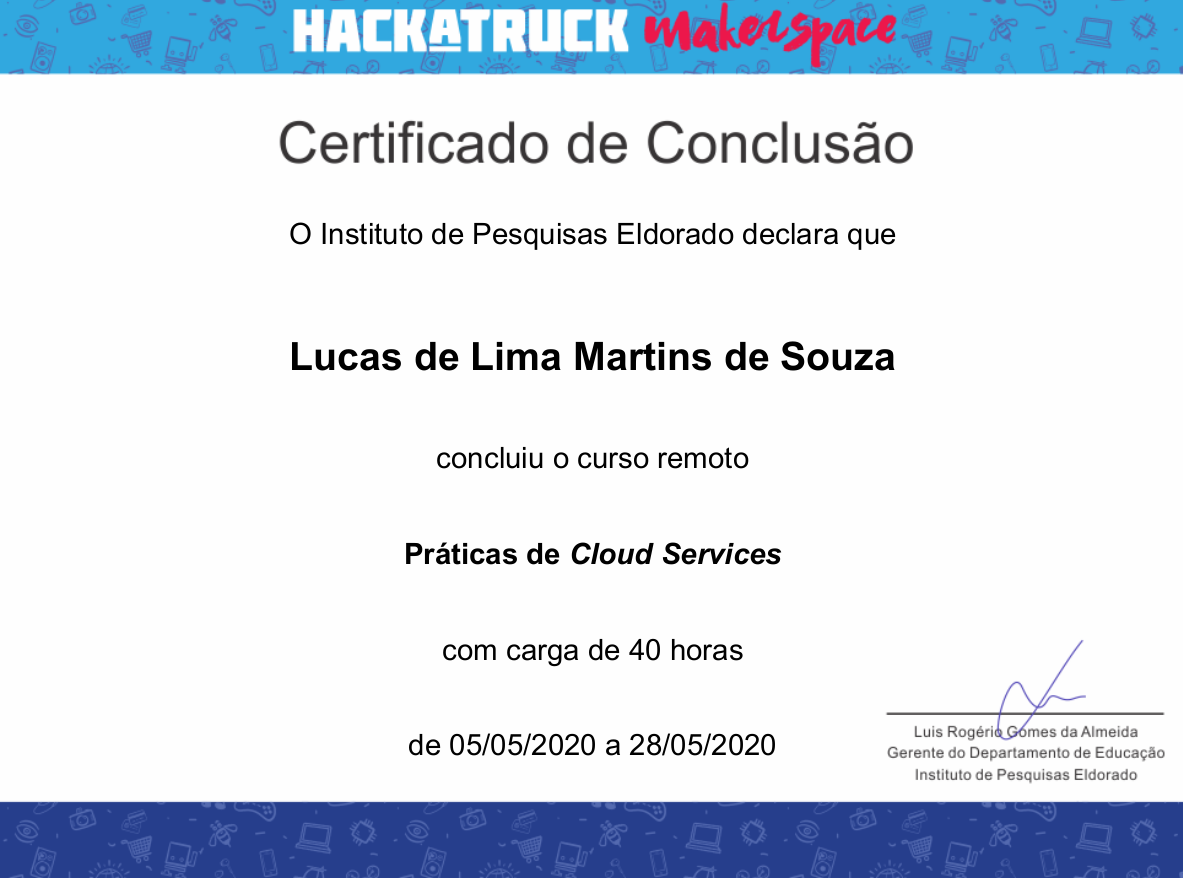 HACKATRUCK makerspace
Certificado de Conclusão
O Instituto de Pesquisas Eldorado declara que
Lucas de Lima Martins de Souza
concluiu o curso remoto
Práticas de Cloud Services
com carga de 40 horas
de 05/05/2020 a 28/05/2020
Luis Rogério Gomes da Almeida
Gerente do Departamento de Educação
Instituto de Pesquisas Eldorado